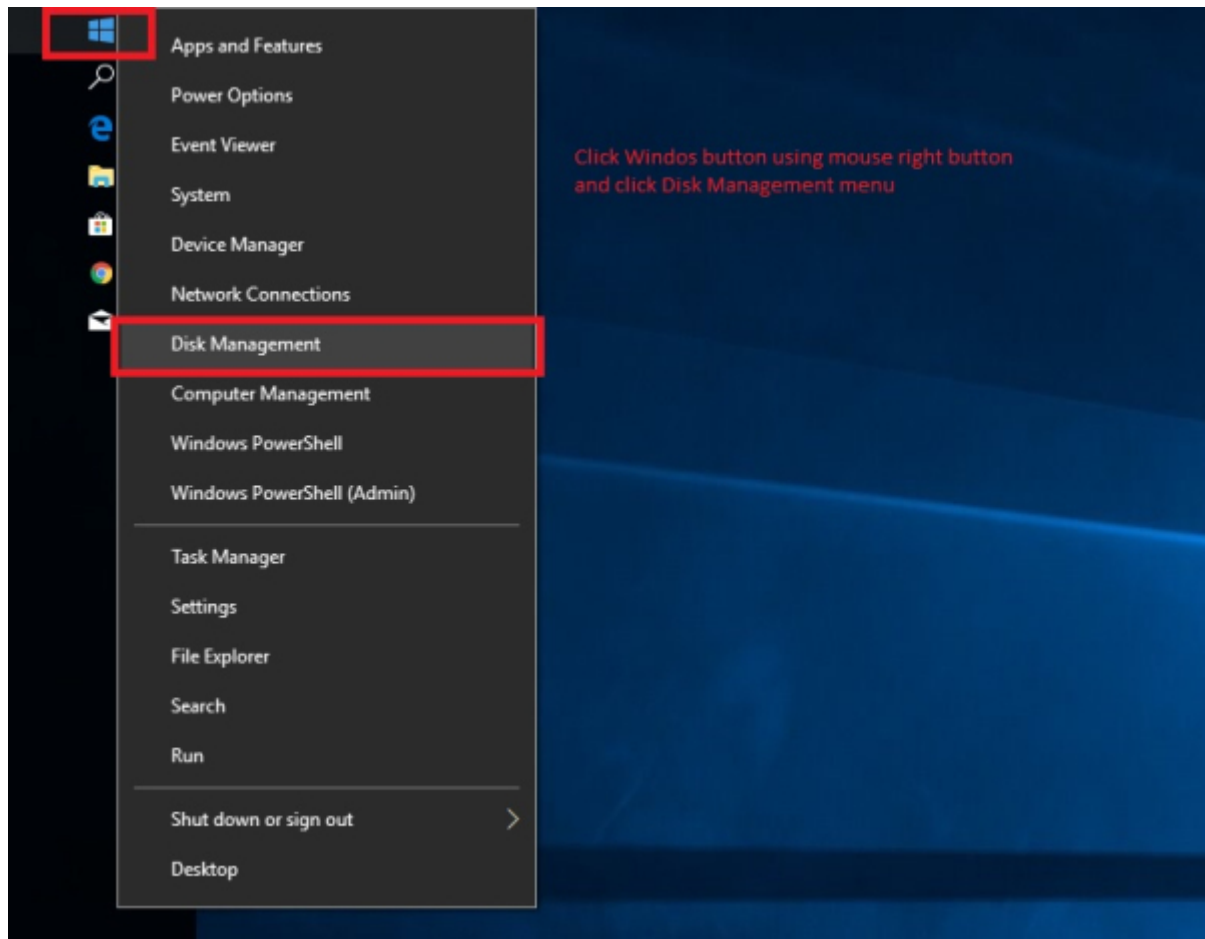 Apps and Features
Power Options
Event Viewer
System
Device Manager
Network Connections
Disk Management
Computer Management
Windows PowerShell
Windows PowerShell (Admin)
Task Manager
Settings
File Explorer
Search
Run
Shut down or sign out
Desktop
Click Windos button using mouse right button
and click Disk Management menu